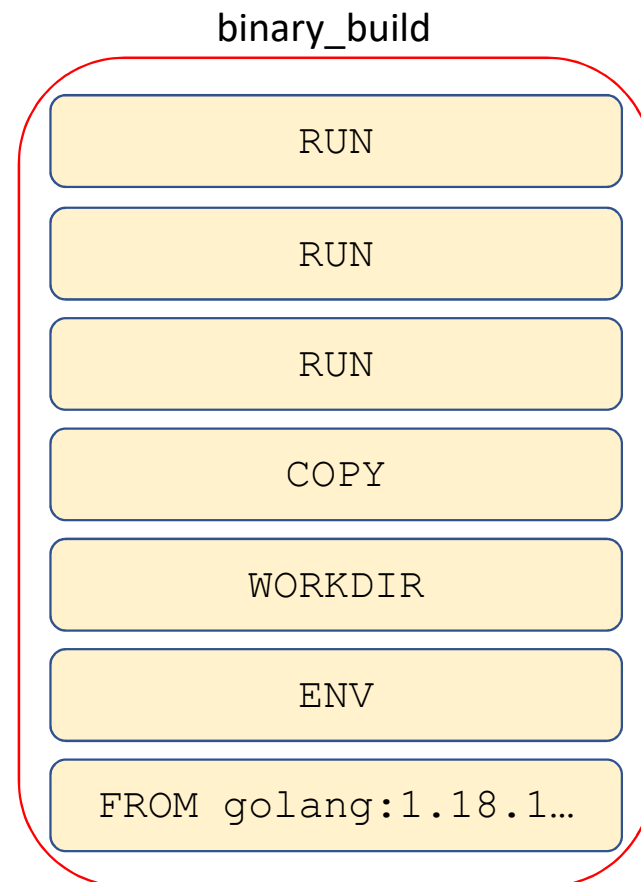 binary_build
RUN
RUN
RUN
COPY
WORKDIR
ENV
FROM golang:1.18.1…